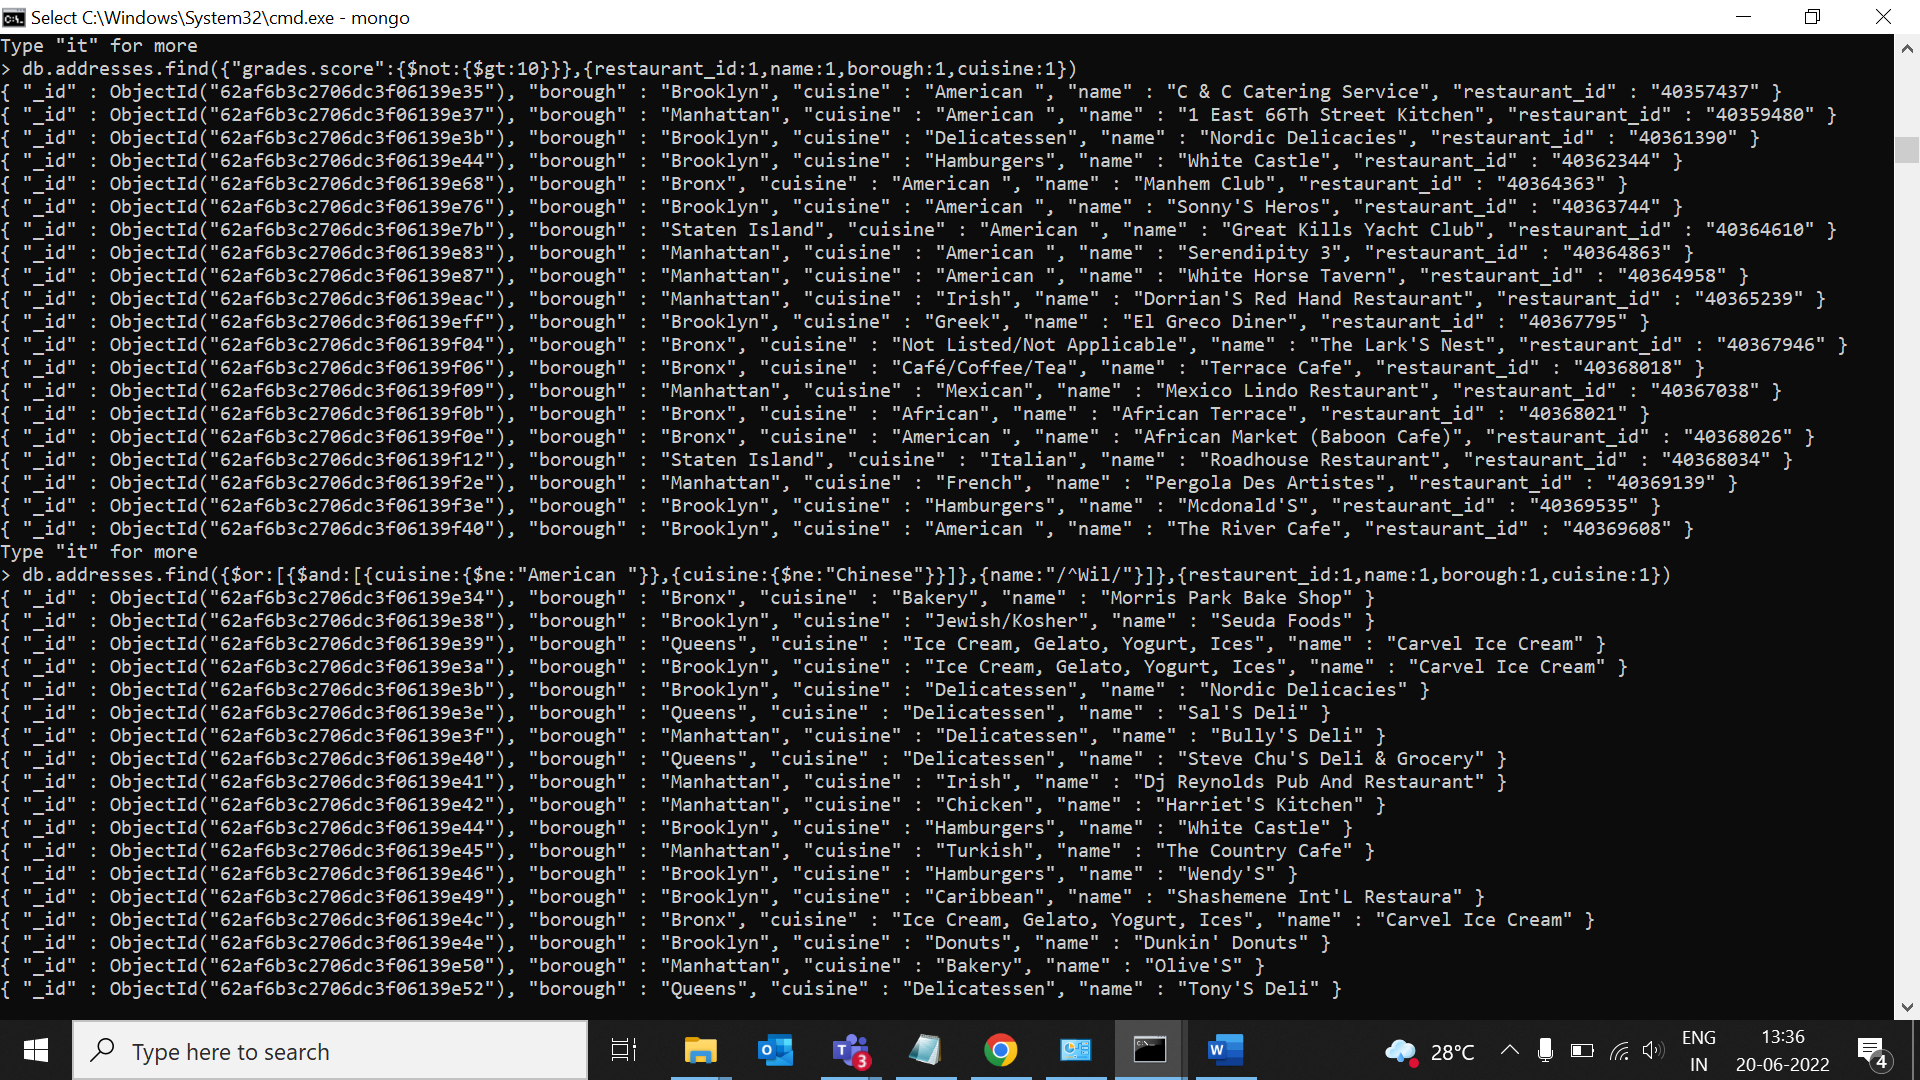 Select C:\Windows\System32\cmd.exe - mongo
Type "it" for more
> db.addresses.find({"grades.score":{$not:{$gt:10}}},{restaurant_id:1,name:1,borough:1,cuisine:1})
{ "_id" : ObjectId("62af6b3c2706dc3f06139e35"), "borough" : "Brooklyn", "cuisine" : "American ", "name" : "C & C Catering Service", "restaurant_id" : "40357437" }
{ "_id" : ObjectId("62af6b3c2706dc3f06139e37"), "borough" : "Manhattan", "cuisine" : "American ", "name" : "1 East 66Th Street Kitchen", "restaurant_id" : "40359480" }
{ "_id" : ObjectId("62af6b3c2706dc3f06139e3b"), "borough" : "Brooklyn", "cuisine" : "Delicatessen", "name" : "Nordic Delicacies", "restaurant_id" : "40361390" }
{ "_id" : ObjectId("62af6b3c2706dc3f06139e44"), "borough" : "Brooklyn", "cuisine" : "Hamburgers", "name" : "White Castle", "restaurant_id" : "40362344" }
{ "_id" : ObjectId("62af6b3c2706dc3f06139e68"), "borough" : "Bronx", "cuisine" : "American ", "name" : "Manhem Club", "restaurant_id" : "40364363" }
{ "_id" : ObjectId("62af6b3c2706dc3f06139e76"), "borough" : "Brooklyn", "cuisine" : "American ", "name" : "Sonny'S Heros", "restaurant_id" : "40363744" }
{ "_id" : ObjectId("62af6b3c2706dc3f06139e7b"), "borough" : "Staten Island", "cuisine" : "American ", "name" : "Great Kills Yacht Club", "restaurant_id" : "40364610" }
{ "_id" : ObjectId("62af6b3c2706dc3f06139e83"), "borough" : "Manhattan", "cuisine" : "American ", "name" : "Serendipity 3", "restaurant_id" : "40364863" }
{ "_id" : ObjectId("62af6b3c2706dc3f06139e87"), "borough" : "Manhattan", "cuisine" : "American ", "name" : "White Horse Tavern", "restaurant_id" : "40364958" }
{ "_id" : ObjectId("62af6b3c2706dc3f06139eac"), "borough" : "Manhattan", "cuisine" : "Irish", "name" : "Dorrian'S Red Hand Restaurant", "restaurant_id" : "40365239" }
{ "_id" : ObjectId("62af6b3c2706dc3f06139eff"), "borough" : "Brooklyn", "cuisine" : "Greek", "name" : "El Greco Diner", "restaurant_id" : "40367795" }
{ "_id" : ObjectId("62af6b3c2706dc3f06139f04"), "borough" : "Bronx", "cuisine" : "Not Listed/Not Applicable", "name" : "The Lark'S Nest", "restaurant_id" : "40367946" }
{ "_id" : ObjectId("62af6b3c2706dc3f06139f06"), "borough" : "Bronx", "cuisine" : "Café/Coffee/Tea", "name" : "Terrace Cafe", "restaurant_id" : "40368018" }
{ "_id" : ObjectId("62af6b3c2706dc3f06139f09"), "borough" : "Manhattan", "cuisine" : "Mexican", "name" : "Mexico Lindo Restaurant", "restaurant_id" : "40367038" }
{ "_id" : ObjectId("62af6b3c2706dc3f06139f0b"), "borough" : "Bronx", "cuisine" : "African", "name" : "African Terrace", "restaurant_id" : "40368021" }
{ "_id" : ObjectId("62af6b3c2706dc3f06139f0e"), "borough" : "Bronx", "cuisine" : "American ", "name" : "African Market (Baboon Cafe)", "restaurant_id" : "40368026" }
{ "_id" : ObjectId("62af6b3c2706dc3f06139f12"), "borough" : "Staten Island", "cuisine" : "Italian", "name" : "Roadhouse Restaurant", "restaurant_id" : "40368034" }
{ "_id" : ObjectId("62af6b3c2706dc3f06139f2e"), "borough" : "Manhattan", "cuisine" : "French", "name" : "Pergola Des Artistes", "restaurant_id" : "40369139" }
{ "_id" : ObjectId("62af6b3c2706dc3f06139f3e"), "borough" : "Brooklyn", "cuisine" : "Hamburgers", "name" : "Mcdonald'S", "restaurant_id" : "40369535" }
{ "_id" : ObjectId("62af6b3c2706dc3f06139f40"), "borough" : "Brooklyn", "cuisine" : "American ", "name" : "The River Cafe", "restaurant_id" : "40369608" }
Type "it" for more
> db.addresses.find({$or:[{$and:[{cuisine:{$ne:"American "}},{cuisine:{$ne:"Chinese"}}]},{name:"/^Wil/"}]},{restaurent_id:1,name:1,borough:1,cuisine:1})
{ "_id" : ObjectId("62af6b3c2706dc3f06139e34"), "borough" : "Bronx", "cuisine" : "Bakery", "name" : "Morris Park Bake Shop" }
{ "_id" : ObjectId("62af6b3c2706dc3f06139e38"), "borough" : "Brooklyn", "cuisine" : "Jewish/Kosher", "name" : "Seuda Foods" }
{ "_id" : ObjectId("62af6b3c2706dc3f06139e39"), "borough" : "Queens", "cuisine" : "Ice Cream, Gelato, Yogurt, Ices", "name" : "Carvel Ice Cream" }
{ "_id" : ObjectId("62af6b3c2706dc3f06139e3a"), "borough" : "Brooklyn", "cuisine" : "Ice Cream, Gelato, Yogurt, Ices", "name" : "Carvel Ice Cream" }
{ "_id" : ObjectId("62af6b3c2706dc3f06139e3b"), "borough" : "Brooklyn", "cuisine" : "Delicatessen", "name" : "Nordic Delicacies" }
{ "_id" : ObjectId("62af6b3c2706dc3f06139e3e"), "borough" : "Queens", "cuisine" : "Delicatessen", "name" : "Sal'S Deli" }
{ "_id" : ObjectId("62af6b3c2706dc3f06139e3f"), "borough" : "Manhattan", "cuisine" : "Delicatessen", "name" : "Bully'S Deli" }
{ "_id" : ObjectId("62af6b3c2706dc3f06139e40"), "borough" : "Queens", "cuisine" : "Delicatessen", "name" : "Steve Chu'S Deli & Grocery" }
{ "_id" : ObjectId("62af6b3c2706dc3f06139e41"), "borough" : "Manhattan", "cuisine" : "Irish", "name" : "Dj Reynolds Pub And Restaurant" }
{ "_id" : ObjectId("62af6b3c2706dc3f06139e42"), "borough" : "Manhattan", "cuisine" : "Chicken", "name" : "Harriet'S Kitchen" }
{ "_id" : ObjectId("62af6b3c2706dc3f06139e44"), "borough" : "Brooklyn", "cuisine" : "Hamburgers", "name" : "White Castle" }
{ "_id" : ObjectId("62af6b3c2706dc3f06139e45"), "borough" : "Manhattan", "cuisine" : "Turkish", "name" : "The Country Cafe" }
{ "_id" : ObjectId("62af6b3c2706dc3f06139e46"), "borough" : "Brooklyn", "cuisine" : "Hamburgers", "name" : "Wendy'S" }
{ "_id" : ObjectId("62af6b3c2706dc3f06139e49"), "borough" : "Brooklyn", "cuisine" : "Caribbean", "name" : "Shashemene Int'L Restaura" }
{ "_id" : ObjectId("62af6b3c2706dc3f06139e4c"), "borough" : "Bronx", "cuisine" : "Ice Cream, Gelato, Yogurt, Ices", "name" : "Carvel Ice Cream" }
{ "_id" : ObjectId("62af6b3c2706dc3f06139e4e"), "borough" : "Brooklyn", "cuisine" : "Donuts", "name" : "Dunkin' Donuts" }
{ "_id" : ObjectId("62af6b3c2706dc3f06139e50"), "borough" : "Manhattan", "cuisine" : "Bakery", "name" : "Olive'S" }
{ "_id" : ObjectId("62af6b3c2706dc3f06139e52"), "borough" : "Queens", "cuisine" : "Delicatessen", "name" : "Tony'S Deli" }
Type here to search
3
28°C
ENG
IN
13:36
20-06-2022
4